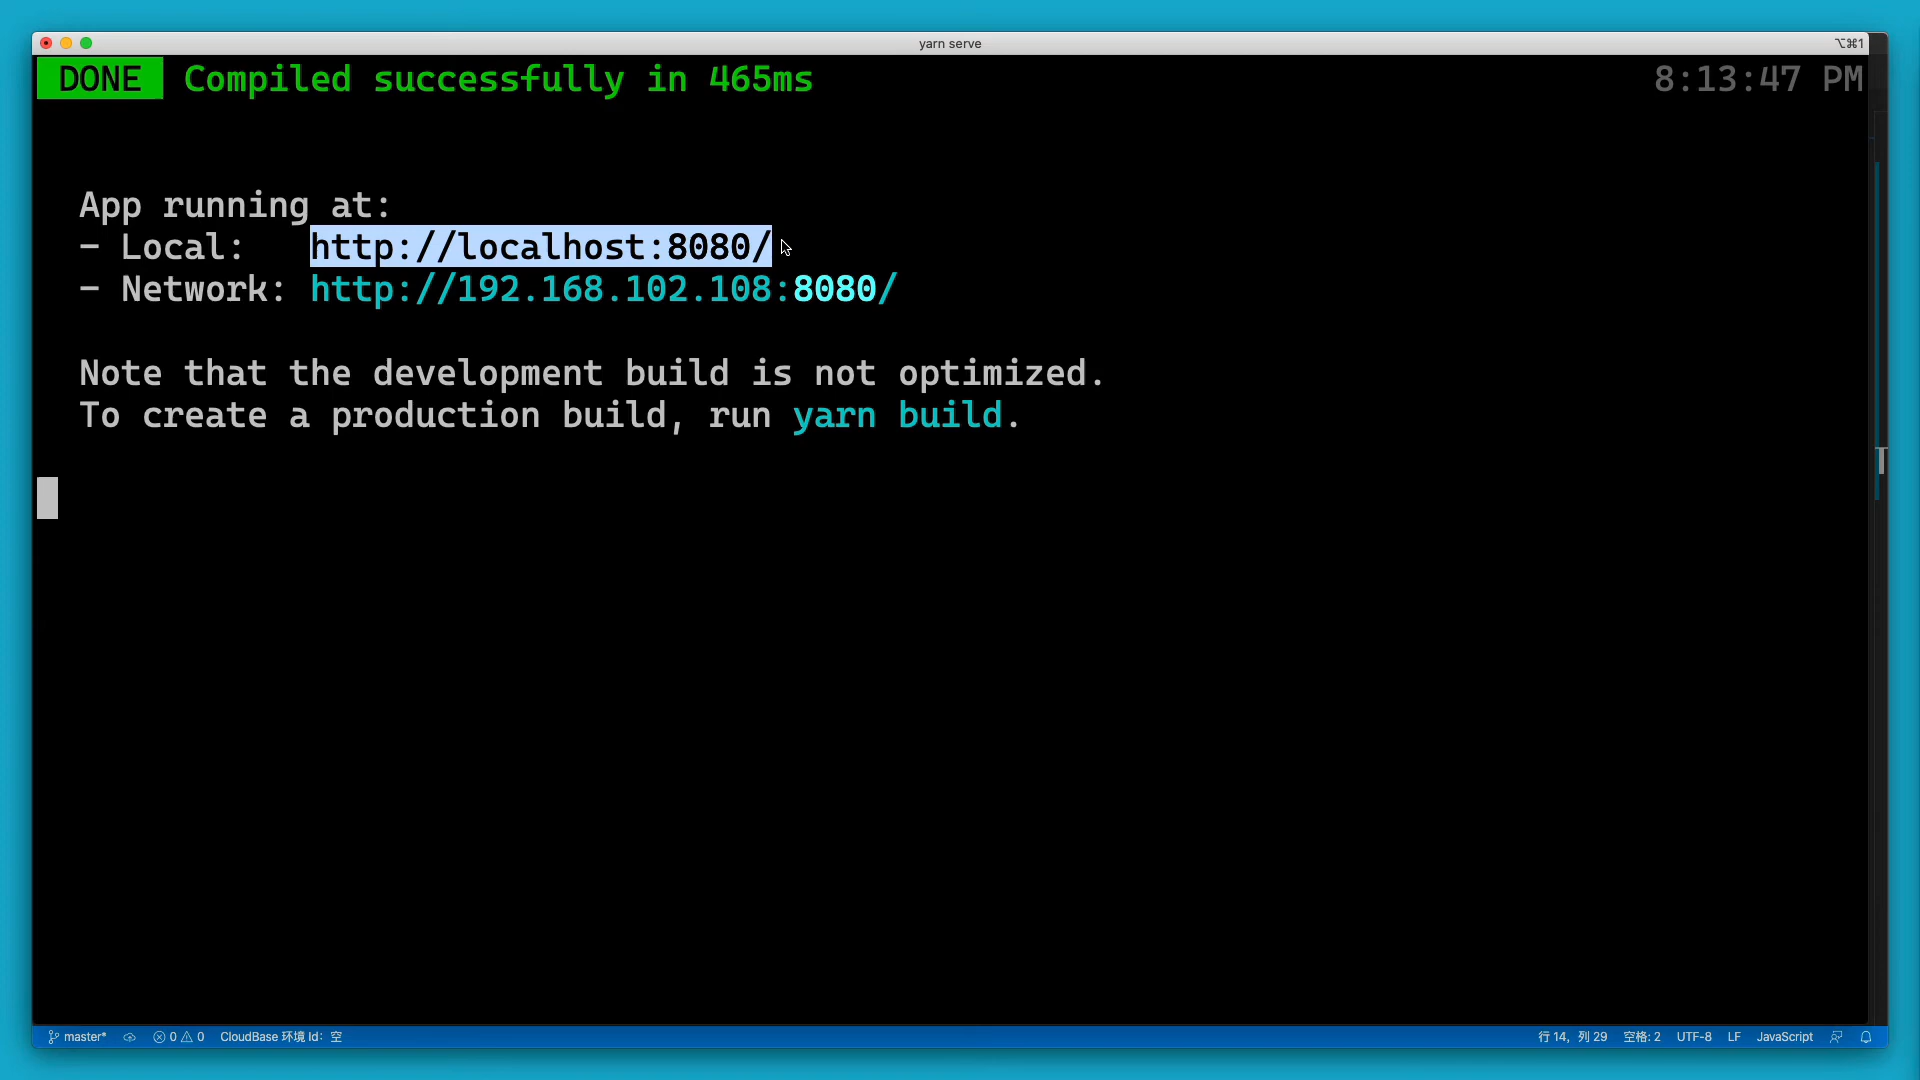 yarn serve
⌥⌘1
DONE Compiled successfully in 465ms 8:13:47 PM
App running at:
- Local: http://localhost:8080/
- Network: http://192.168.102.108:8080/
Note that the development build is not optimized.
To create a production build, run yarn build.
master* 0 0 CloudBase 环境 Id: 空 行 14, 列 29 空格: 2 UTF-8 LF JavaScript